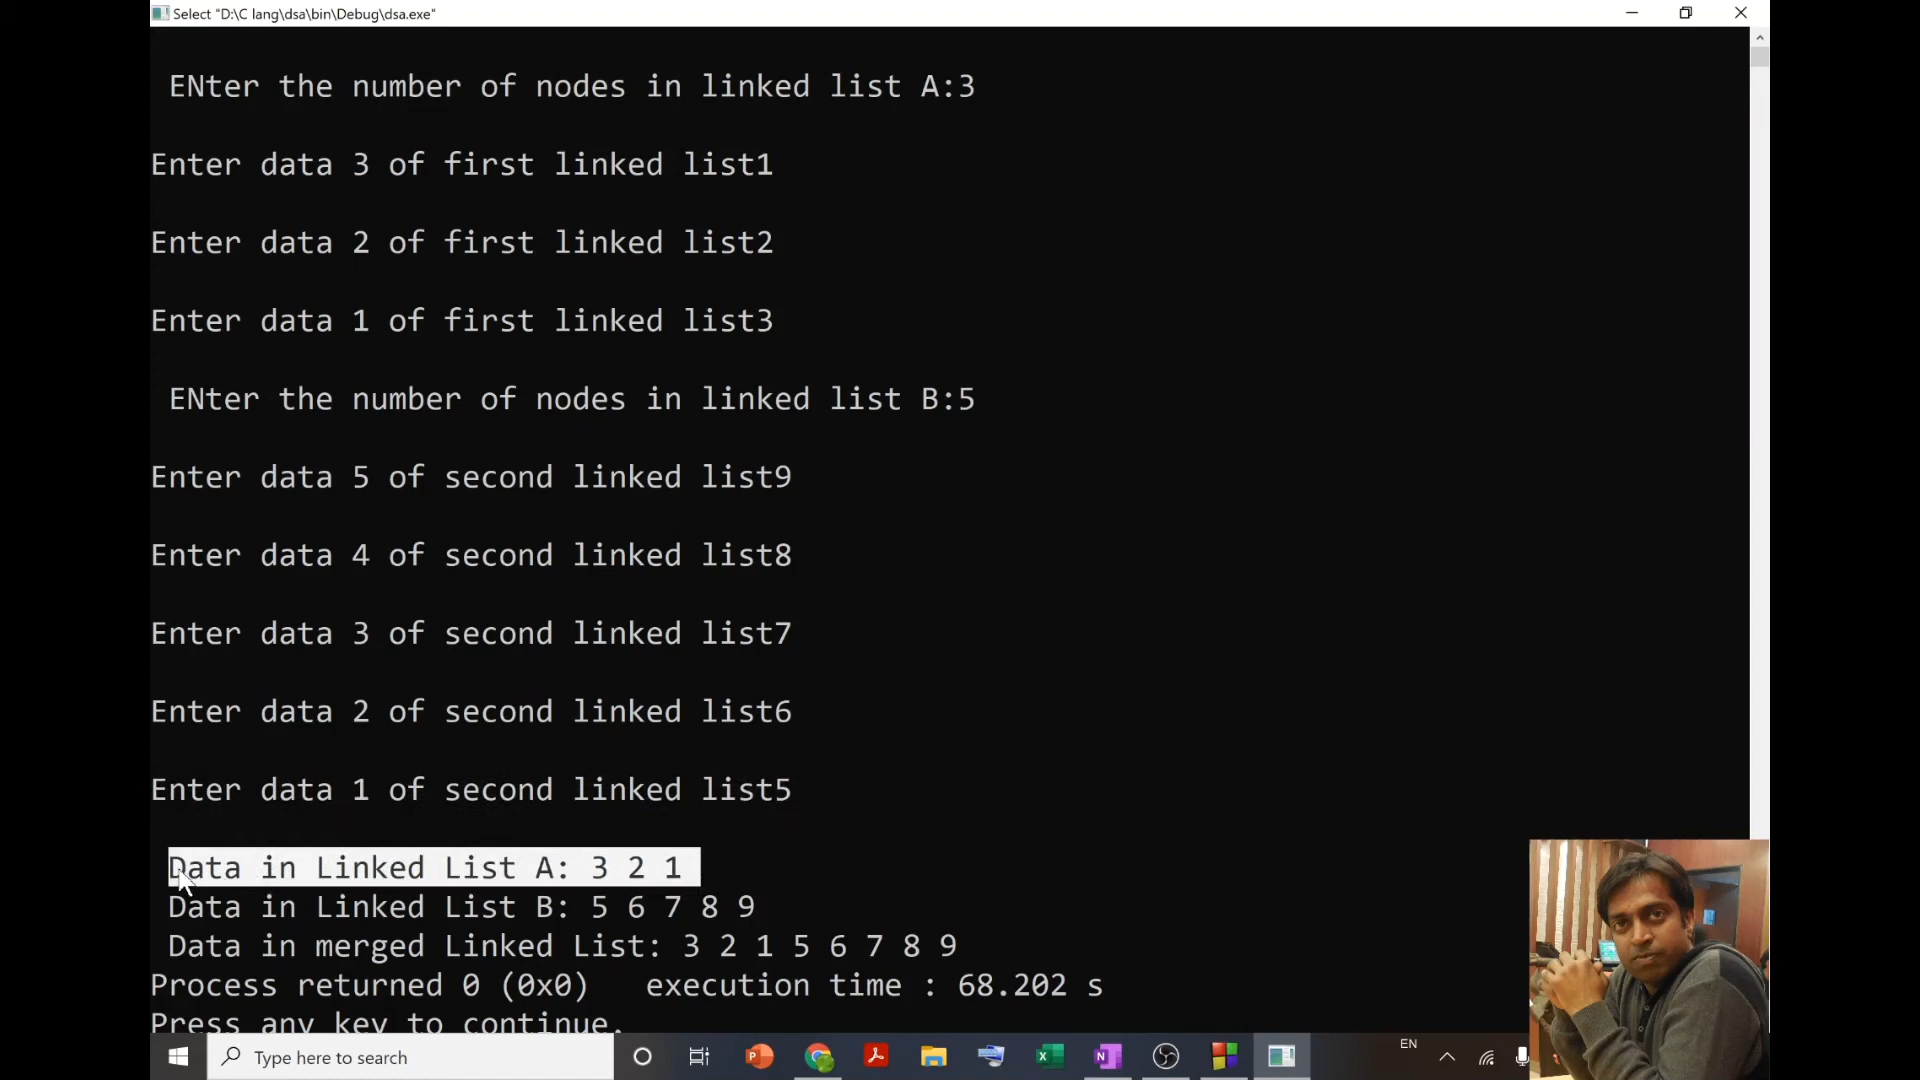 Select "D:\C lang\dsa\bin\Debug\dsa.exe"
ENter the number of nodes in linked list A:3
Enter data 3 of first linked list1
Enter data 2 of first linked list2
Enter data 1 of first linked list3
ENter the number of nodes in linked list B:5
Enter data 5 of second linked list9
Enter data 4 of second linked list8
Enter data 3 of second linked list7
Enter data 2 of second linked list6
Enter data 1 of second linked list5
Data in Linked List A: 3 2 1
Data in Linked List B: 5 6 7 8 9
Data in merged Linked List: 3 2 1 5 6 7 8 9
Process returned 0 (0x0)   execution time : 68.202 s
Press any key to continue.
Type here to search
EN